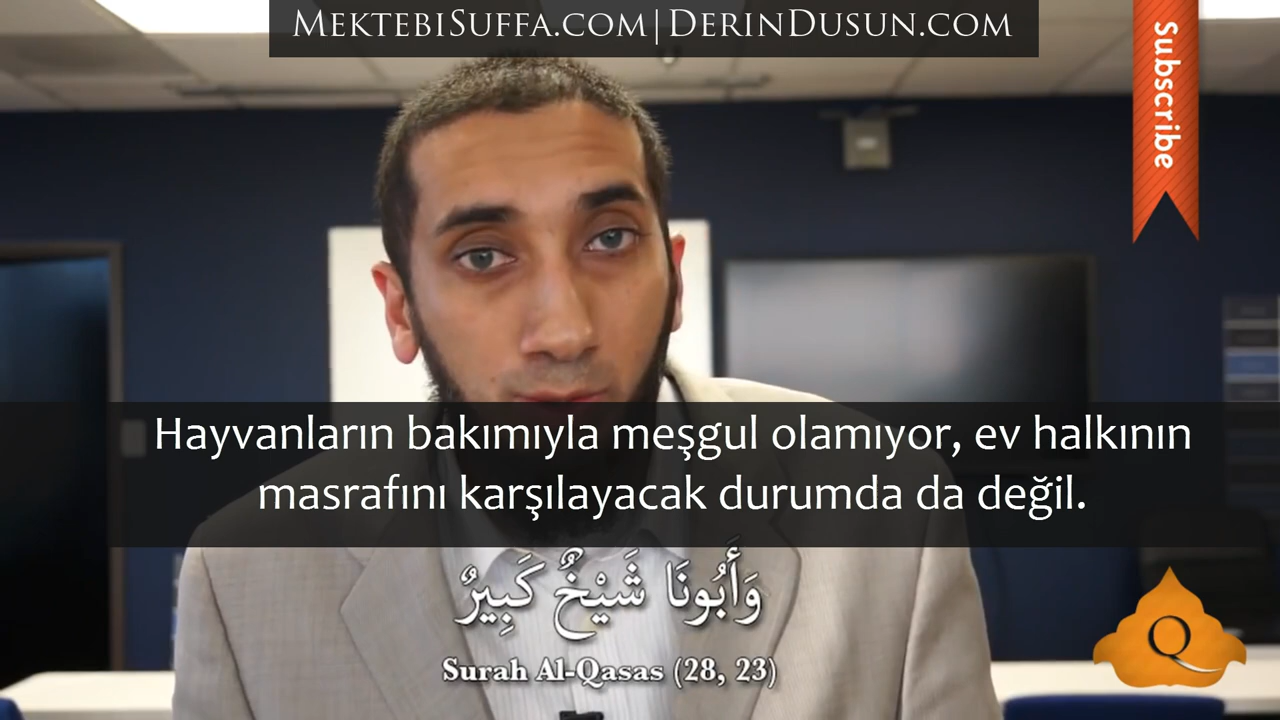 MEKTEBISUFFA.COM|DERINDUSUN.COM
Subscribe
Hayvanların bakımıyla meşgul olamıyor, ev halkının
masrafını karşılayacak durumda da değil.
وَأَبُونَا شَيْخٌ كَبِيرٌ
Surah Al-Qasas (28, 23)
Q